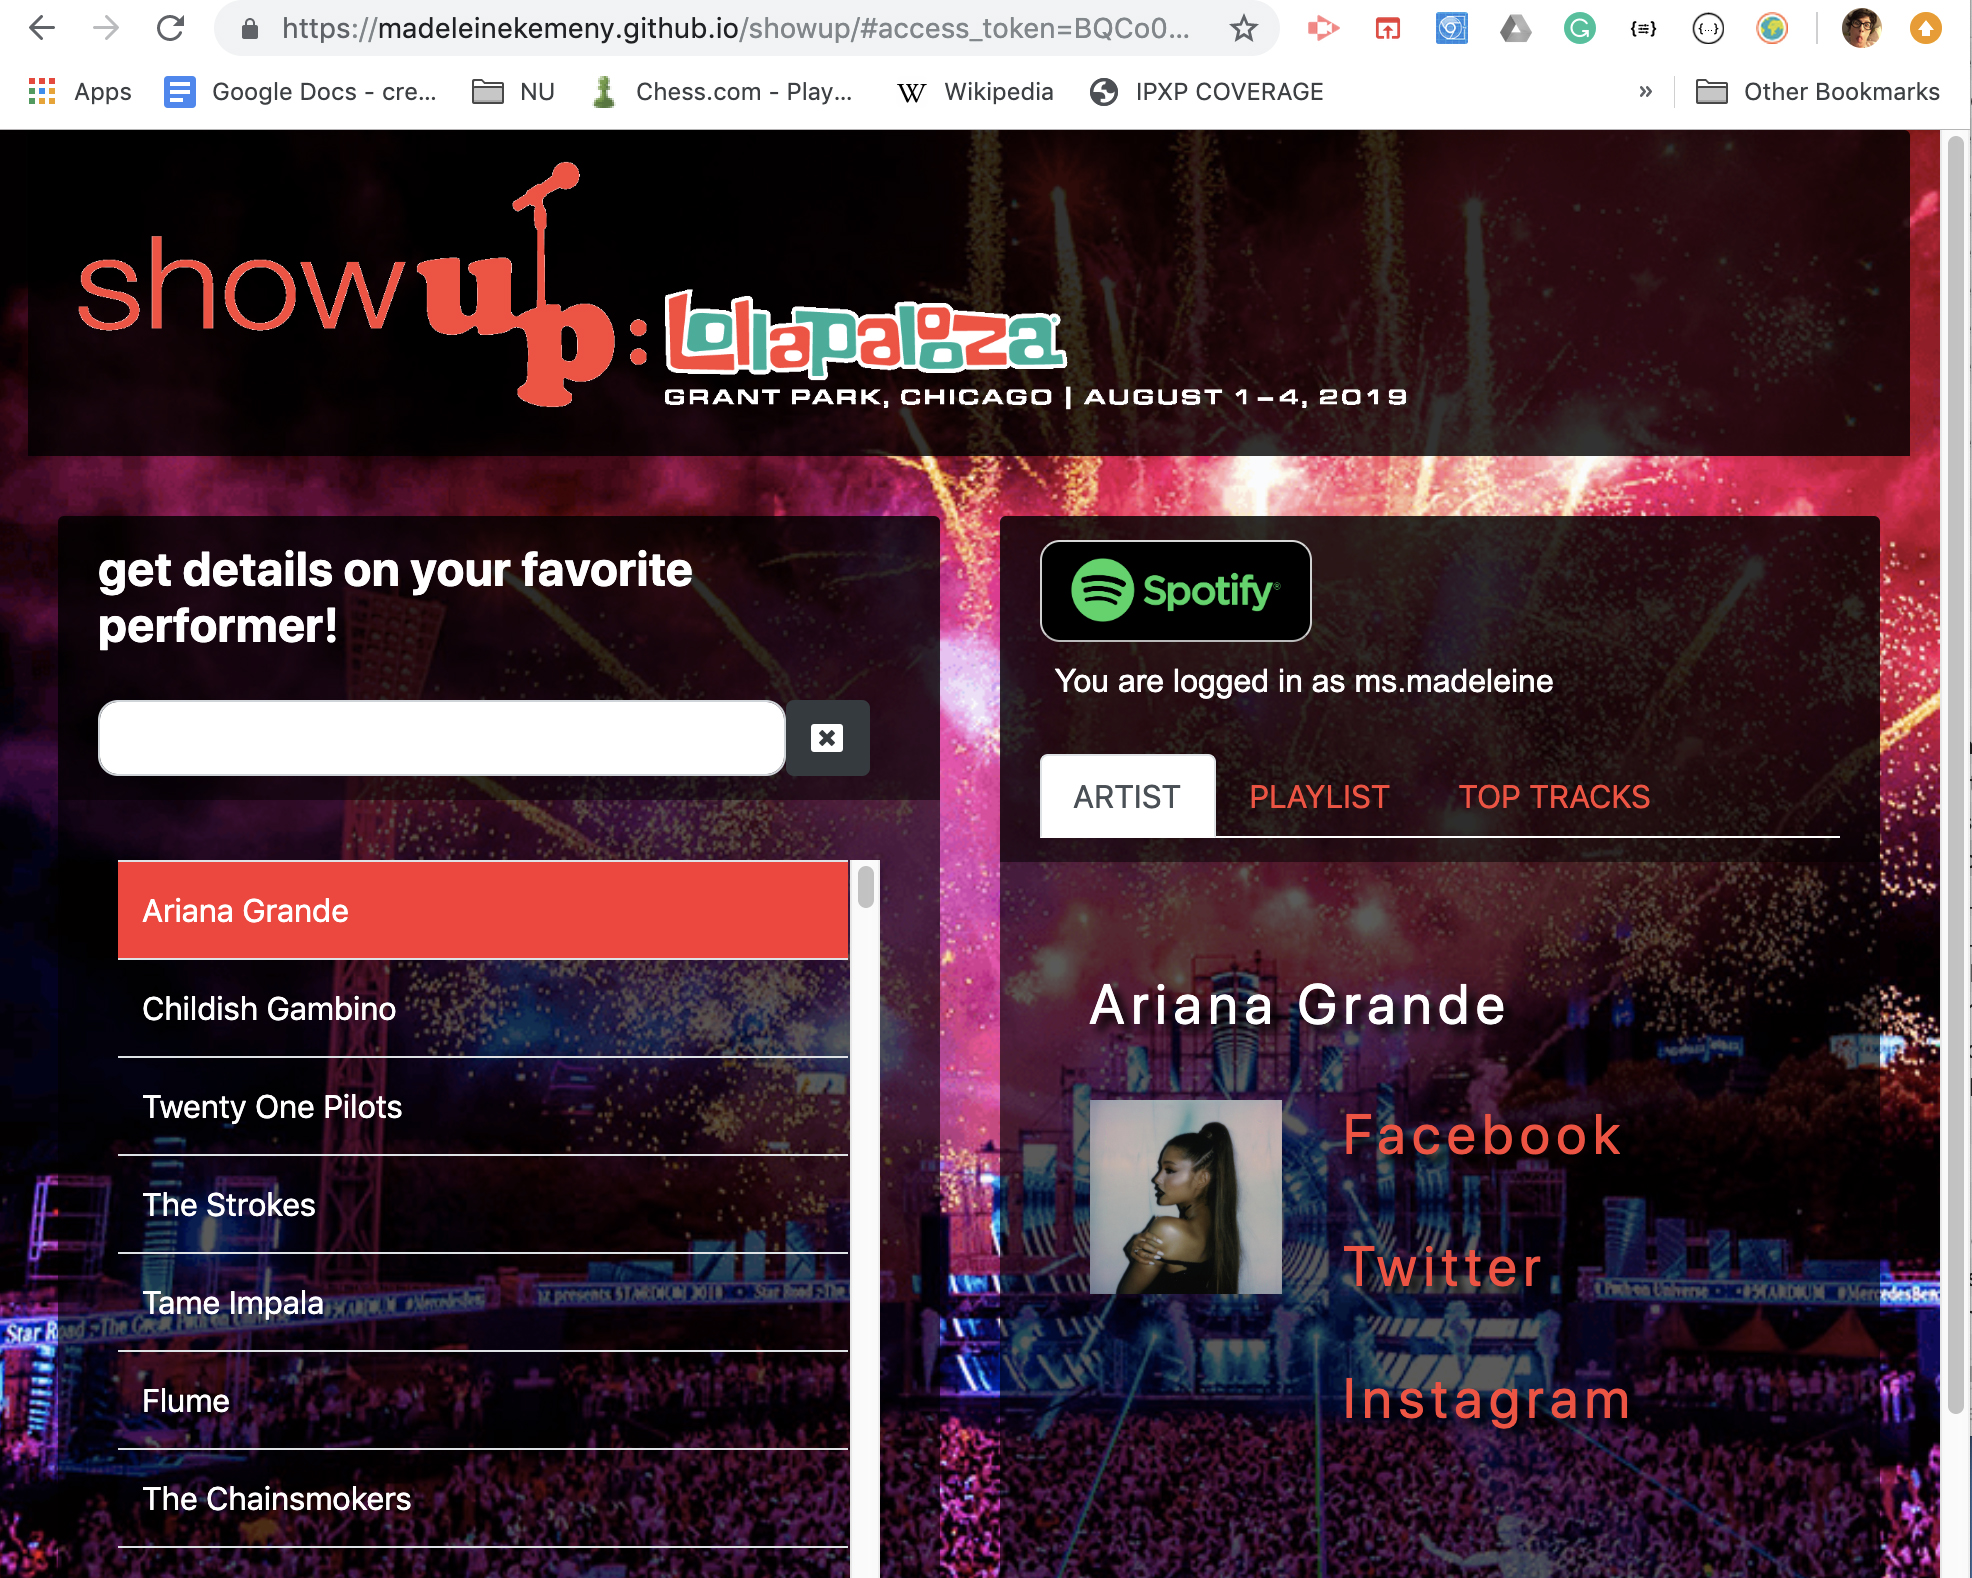 https://madeleinekemeny.github.io/showup/#access_token=BQCo0...
Apps
Google Docs - cre...
NU
Chess.com - Play...
Wikipedia
IPXP COVERAGE
»
Other Bookmarks
showup:
Lollapalooza
GRANT PARK, CHICAGO | AUGUST 1-4, 2019
get details on your favorite
performer!
Ariana Grande
Childish Gambino
Twenty One Pilots
The Strokes
Tame Impala
Flume
The Chainsmokers
Spotify
You are logged in as ms.madeleine
ARTIST
PLAYLIST
TOP TRACKS
Ariana Grande
Facebook
Twitter
Instagram